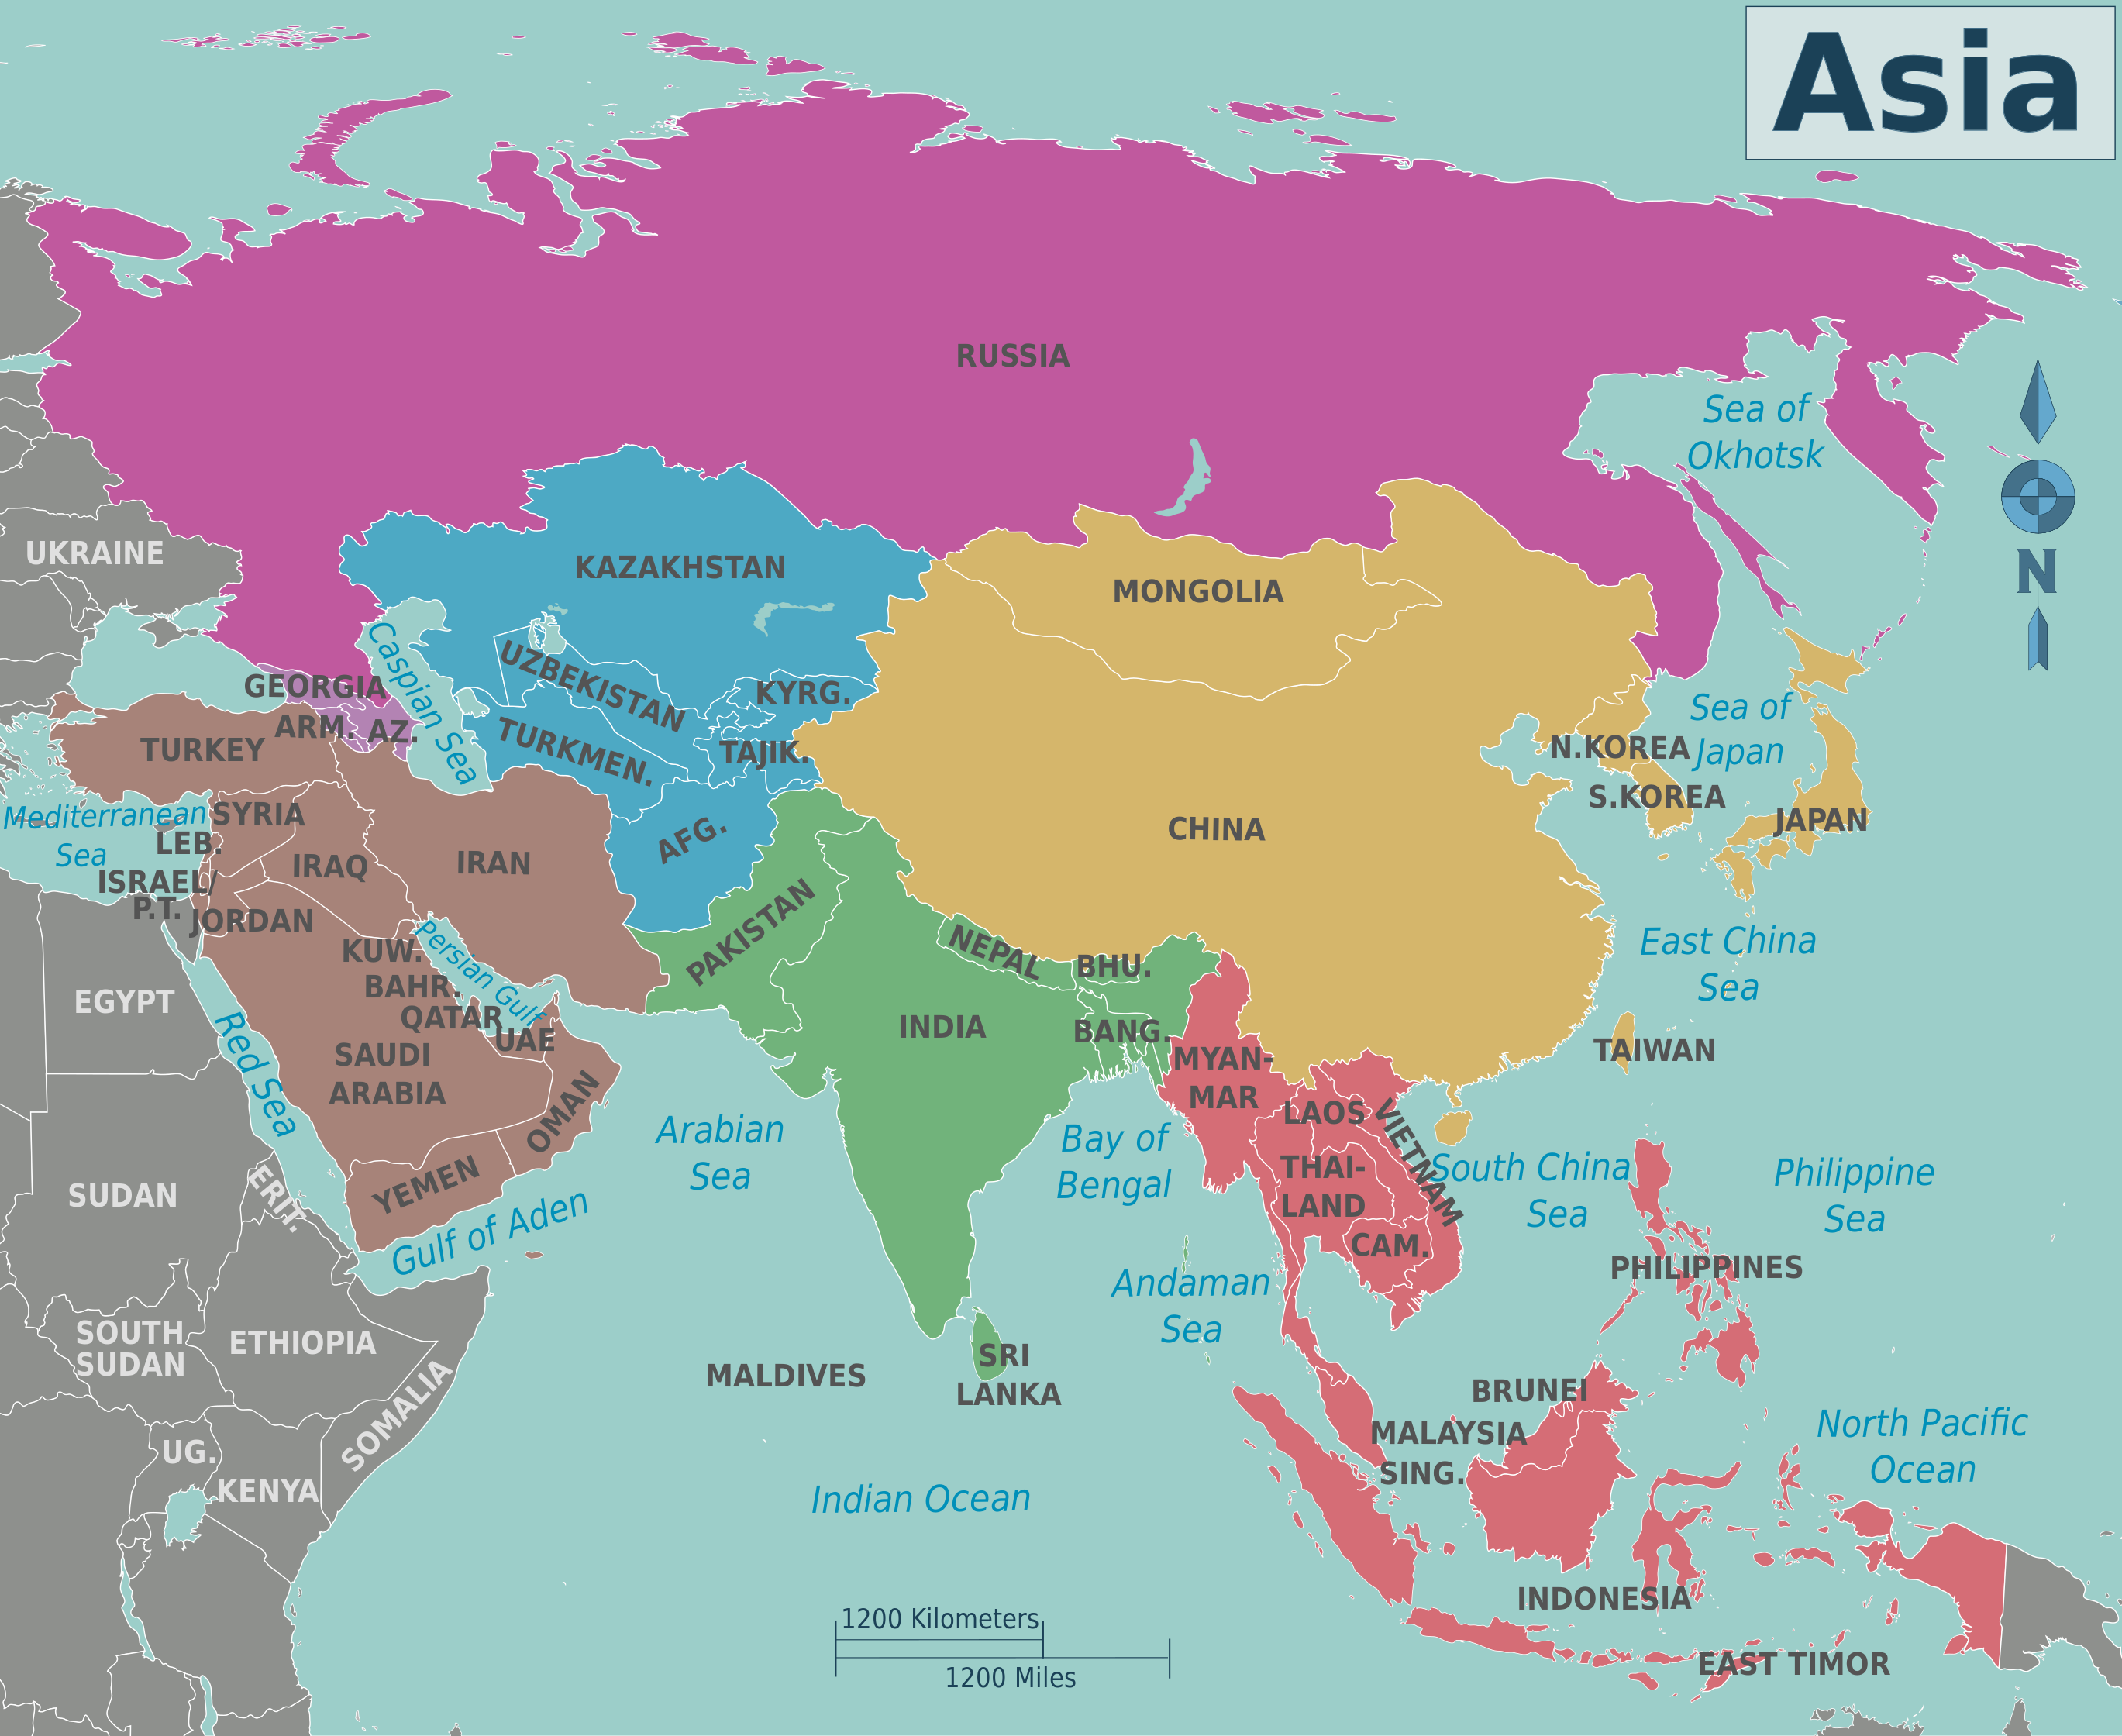 Asia
RUSSIA
Sea of
Okhotsk
N
UKRAINE
KAZAKHSTAN
MONGOLIA
Caspian Sea
UZBEKISTAN
GEORGIA
KYRG.
ARM.
AZ.
TURKEY
TURKMEN.
TAJIK.
Sea of
Japan
N.KOREA
S.KOREA
JAPAN
Mediterranean
Sea
SYRIA
LEB.
ISRAEL/
P.T.
IRAQ
IRAN
AFG.
CHINA
JORDAN
KUW.
Persian Gulf
PAKISTAN
NEPAL
BHU.
East China
Sea
EGYPT
BAHR.
QATAR
UAE
INDIA
BANG.
TAIWAN
Red Sea
SAUDI
ARABIA
OMAN
MYAN-
MAR
LAOS
VIETNAM
Arabian
Sea
Bay of
Bengal
THAI-
LAND
South China
Sea
Philippine
Sea
SUDAN
ERIT.
YEMEN
Gulf of Aden
CAM.
PHILIPPINES
Andaman
Sea
SOUTH
SUDAN
ETHIOPIA
SOMALIA
MALDIVES
SRI
LANKA
BRUNEI
MALAYSIA
SING.
North Pacific
Ocean
UG.
KENYA
Indian Ocean
INDONESIA
EAST TIMOR
1200 Kilometers
1200 Miles